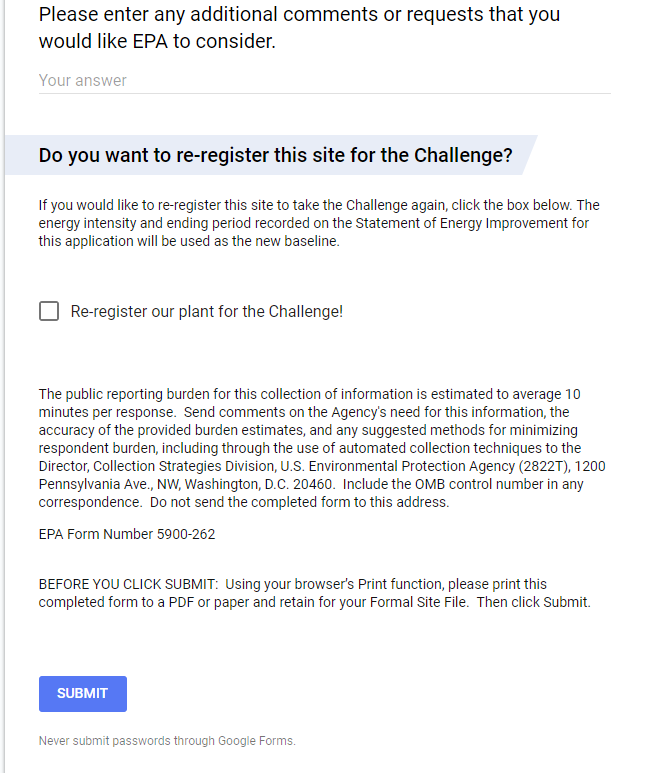 Please enter any additional comments or requests that you
would like EPA to consider.
Your answer
Do you want to re-register this site for the Challenge?
If you would like to re-register this site to take the Challenge again, click the box below. The
energy intensity and ending period recorded on the Statement of Energy Improvement for
this application will be used as the new baseline.
Re-register our plant for the Challenge!
The public reporting burden for this collection of information is estimated to average 10
minutes per response.  Send comments on the Agency's need for this information, the
accuracy of the provided burden estimates, and any suggested methods for minimizing
respondent burden, including through the use of automated collection techniques to the
Director, Collection Strategies Division, U.S. Environmental Protection Agency (2822T), 1200
Pennsylvania Ave., NW, Washington, D.C. 20460.  Include the OMB control number in any
correspondence.  Do not send the completed form to this address.
EPA Form Number 5900-262
BEFORE YOU CLICK SUBMIT:  Using your browser's Print function, please print this
completed form to a PDF or paper and retain for your Formal Site File.  Then click Submit.
SUBMIT
Never submit passwords through Google Forms.